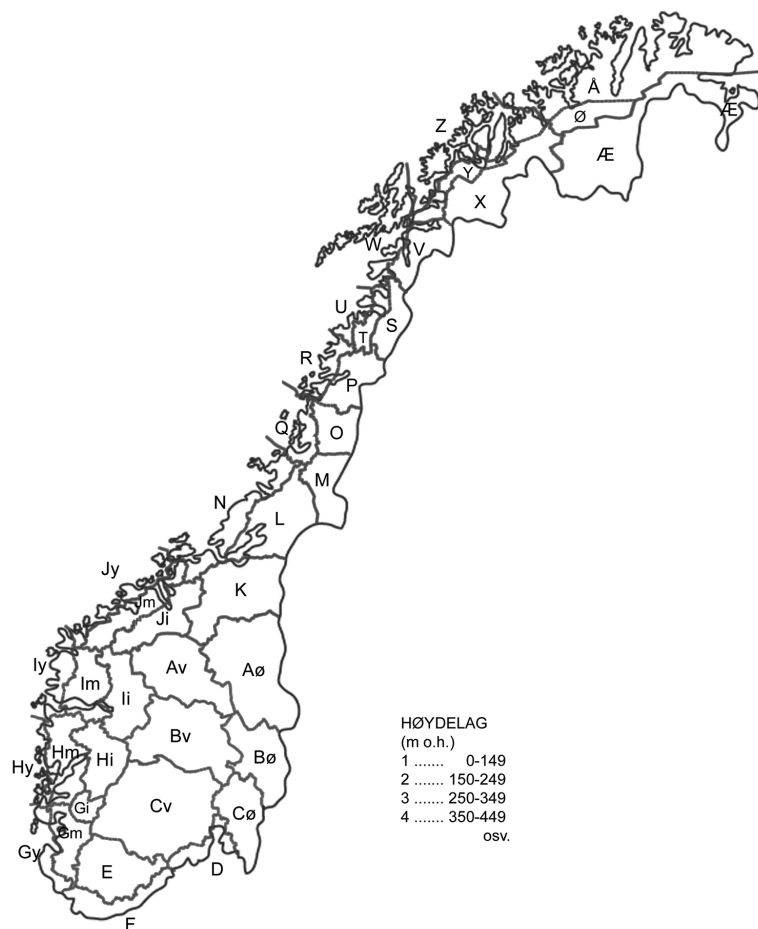 Å
Æ
Ø
Z
Æ
Y
X
W
V
U
S
T
R
P
Q
O
M
N
L
Jy
K
Jm
Ji
Iy
Av
Aø
Im
Ii
HØYDELAG
(m o.h.)
1 ....... 0-149
2 ....... 150-249
3 ....... 250-349
4 ....... 350-449
osv.
Bv
Hm
Hi
Bø
Hy
Gi
Cv
Cø
Gm
Gy
E
D
F